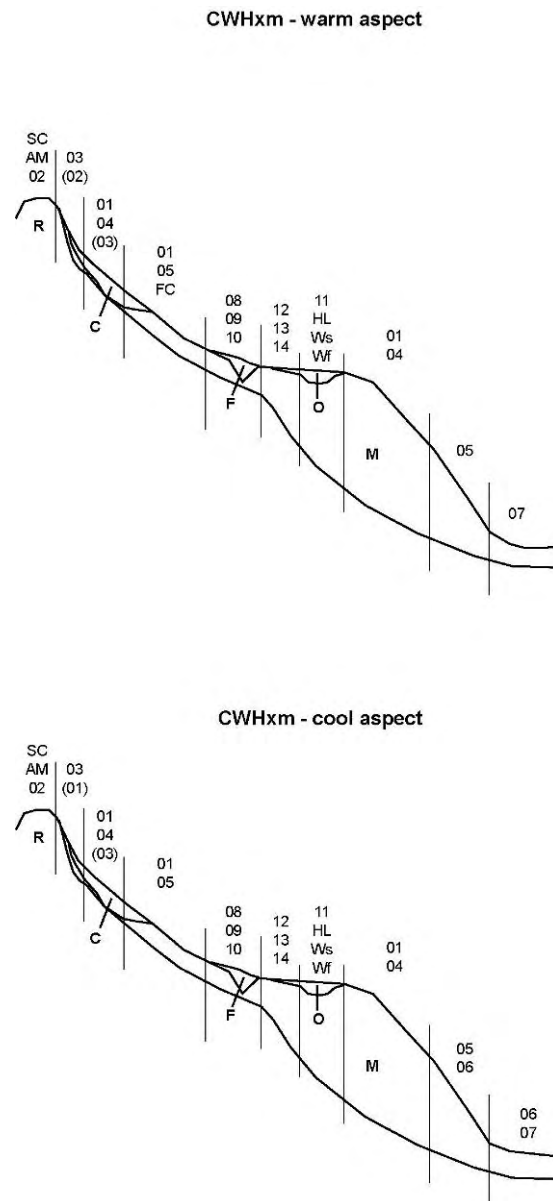 CWHxm - warm aspect
SC
AM
02
03
(02)
R
01
04
(03)
C
01
05
FC
08
09
10
F
12
13
14
11
HL
Ws
Wf
O
01
04
M
05
07
CWHxm - cool aspect
SC
AM
02
03
(01)
R
01
04
(03)
C
01
05
08
09
10
F
12
13
14
11
HL
Ws
Wf
O
01
04
M
05
06
06
07